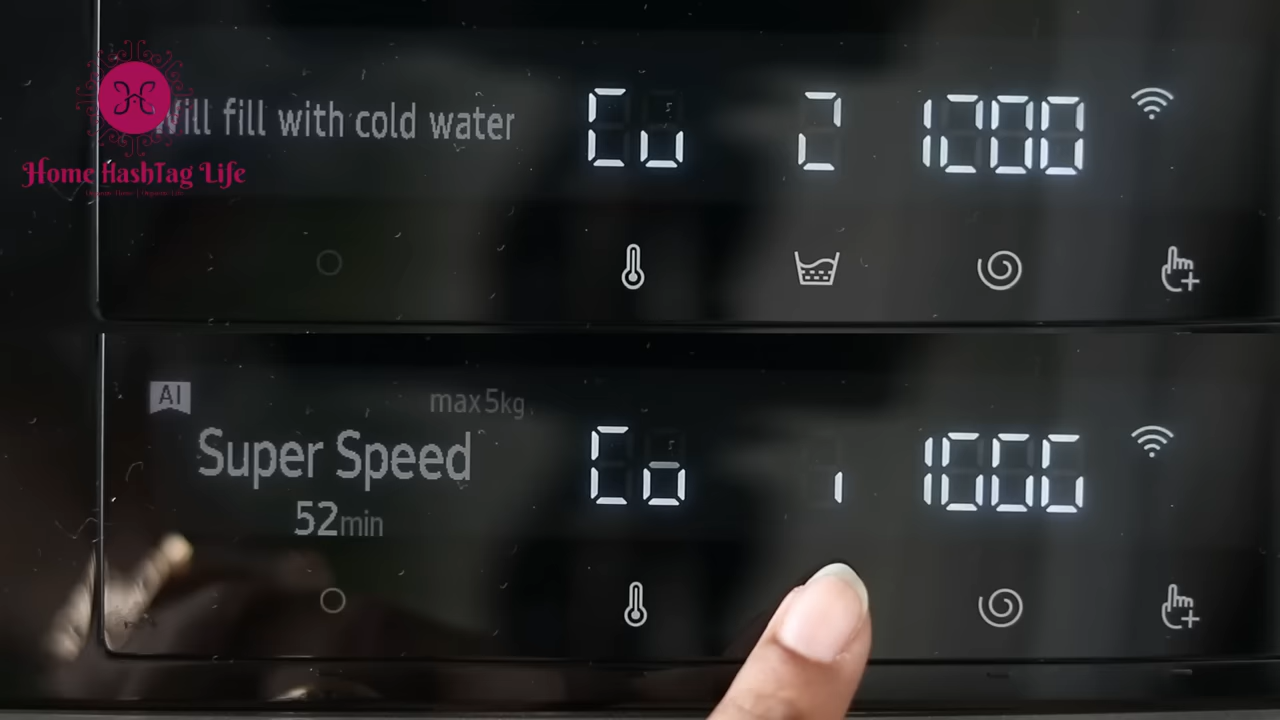 Will fill with cold water
Co 2 1000
Home HashTag Life
AI
max 5kg
Super Speed
Co 1 1000
52min